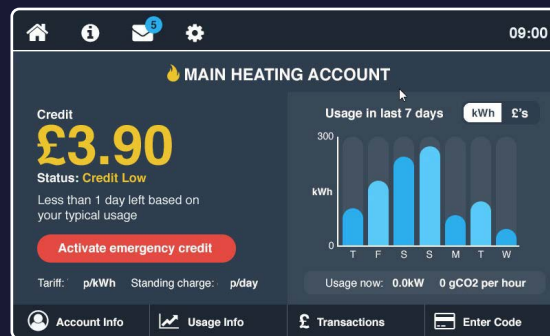 5
09:00
MAIN HEATING ACCOUNT
Credit
£3.90
Status: Credit Low
Less than 1 day left based on
your typical usage
Activate emergency credit
Tariff: p/kWh Standing charge: p/day
Usage in last 7 days kWh £'s
300
kWh
0
T F S S M T W
Usage now: 0.0kW 0 gCO2 per hour
Account Info Usage Info £ Transactions Enter Code